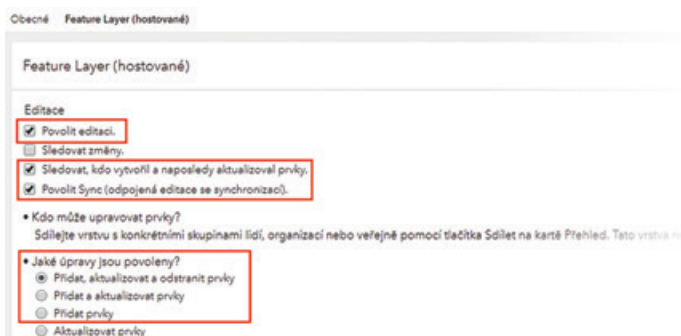 Obecné Feature Layer (hostované)
Feature Layer (hostované)
Editace
Povolit editaci.
Sledovat změny.
Sledovat, kdo vytvořil a naposledy aktualizoval prvky.
Povolit Sync (odpojená editace se synchronizací).
• Kdo může upravovat prvky?
Sdílejte vrstvu s konkrétními skupinami lidí, organizací nebo veřejně pomocí tlačítka Sdílet na kartě Přehled. Tato vrstva
• Jaké úpravy jsou povoleny?
Přidat, aktualizovat a odstranit prvky
Přidat a aktualizovat prvky
Přidat prvky
Aktualizovat prvky